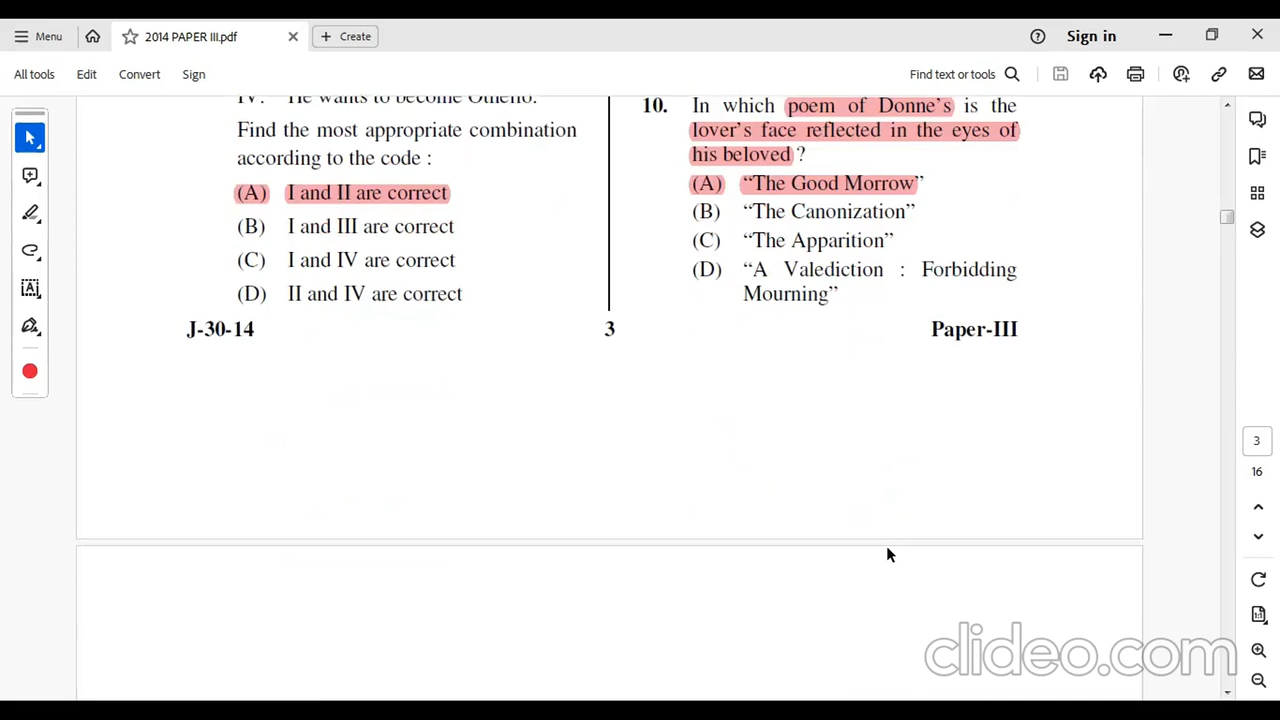 Menu
2014 PAPER III.pdf
Create
Sign in
All tools
Edit
Convert
Sign
Find text or tools
IV. He wants to become Othello.
Find the most appropriate combination
according to the code :
(A) I and II are correct
(B) I and III are correct
(C) I and IV are correct
(D) II and IV are correct
10. In which poem of Donne's is the
lover's face reflected in the eyes of
his beloved ?
(A) “The Good Morrow”
(B) “The Canonization”
(C) “The Apparition”
(D) “A Valediction : Forbidding
Mourning”
J-30-14
3
Paper-III
3
16
clideo.com